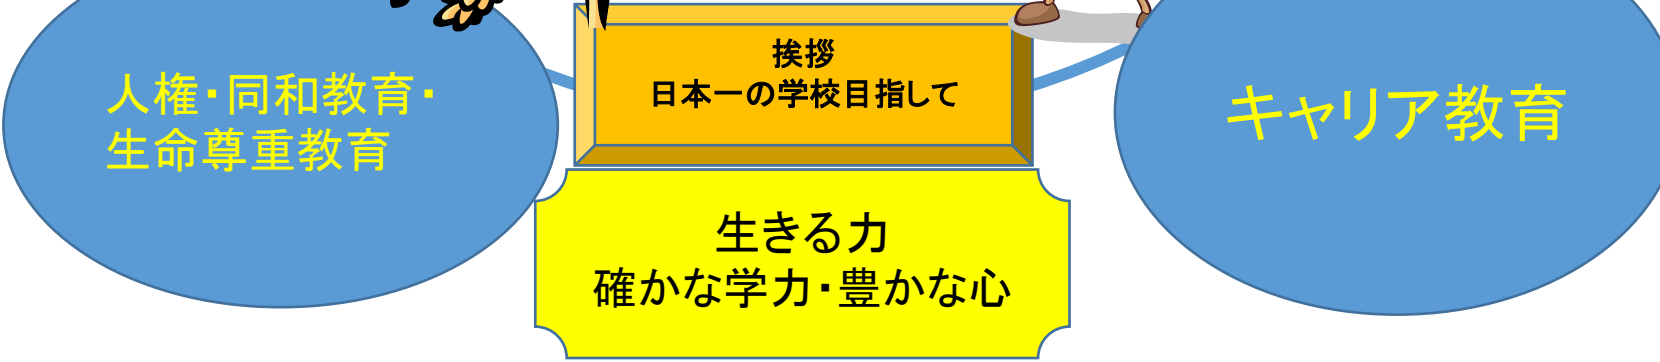 人権・同和教育・
生命尊重教育
挨拶
日本一の学校目指して
キャリア教育
生きる力
確かな学力・豊かな心